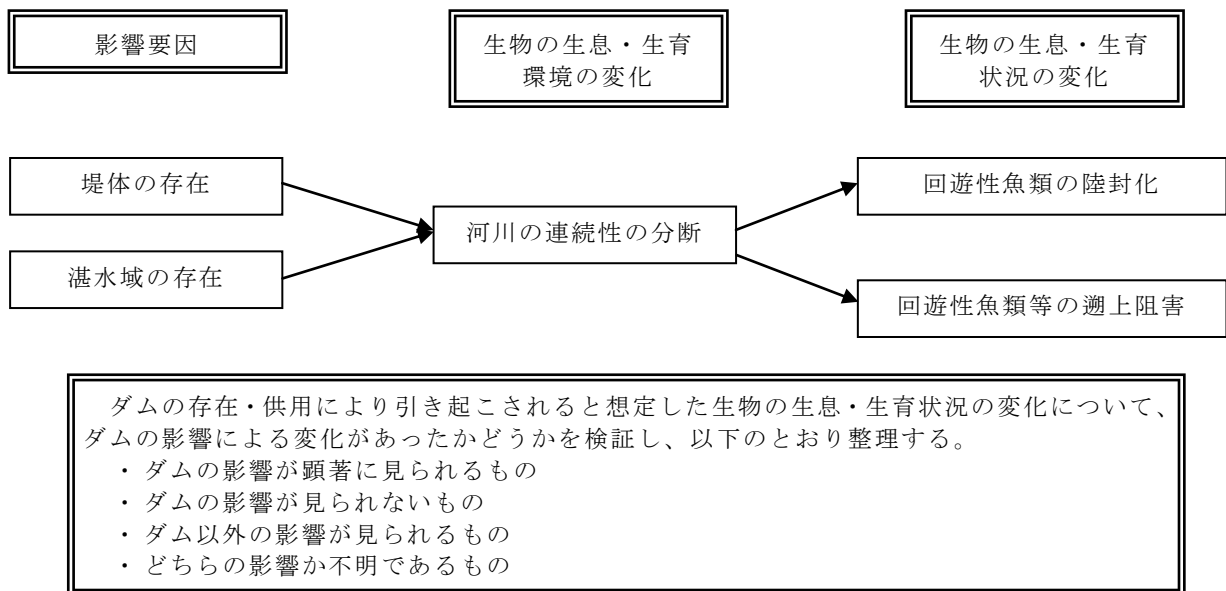 影響要因
生物の生息・生育
環境の変化
生物の生息・生育
状況の変化
堤体の存在
湛水域の存在
河川の連続性の分断
回遊性魚類の陸封化
回遊性魚類等の遡上阻害
ダムの存在・供用により引き起こされると想定した生物の生息・生育状況の変化について、
ダムの影響による変化があったかどうかを検証し、以下のとおり整理する。
・ダムの影響が顕著に見られるもの
・ダムの影響が見られないもの
・ダム以外の影響が見られるもの
・どちらの影響か不明であるもの